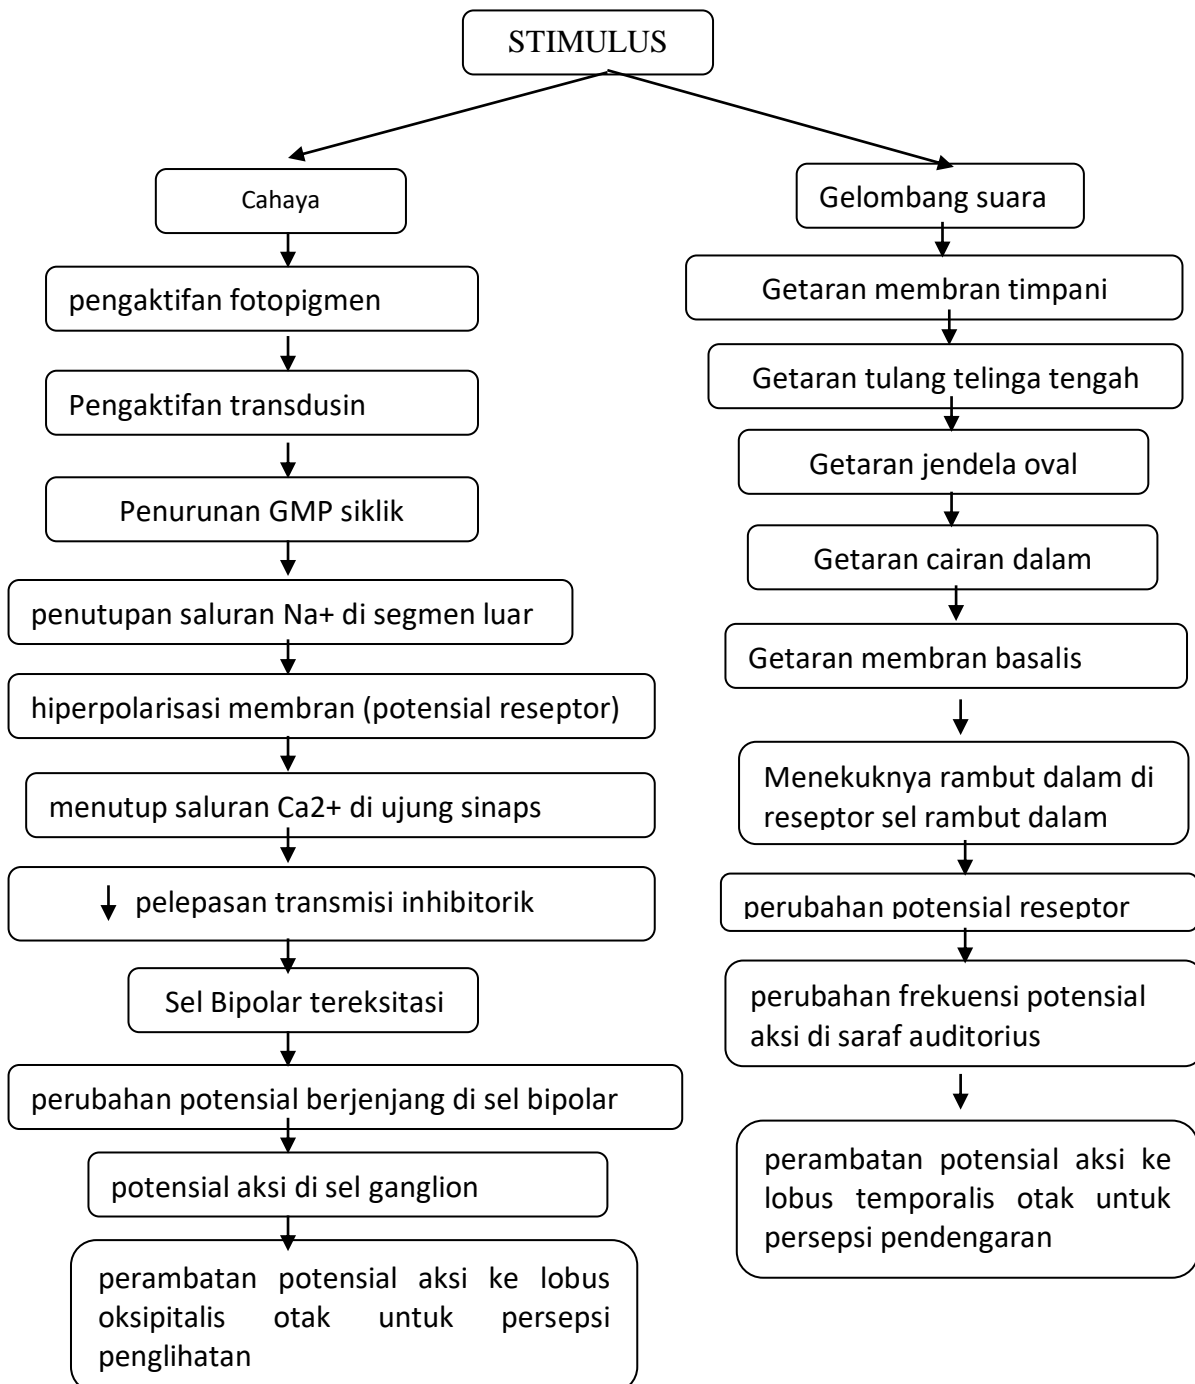 STIMULUS
Cahaya
pengaktifan fotopigmen
Pengaktifan transdusin
Penurunan GMP siklik
penutupan saluran Na+ di segmen luar
hiperpolarisasi membran (potensial reseptor)
menutup saluran Ca2+ di ujung sinaps
↓ pelepasan transmisi inhibitorik
Sel Bipolar tereksitasi
perubahan potensial berjenjang di sel bipolar
potensial aksi di sel ganglion
perambatan potensial aksi ke lobus
oksipitalis otak untuk persepsi
penglihatan
Gelombang suara
Getaran membran timpani
Getaran tulang telinga tengah
Getaran jendela oval
Getaran cairan dalam
Getaran membran basalis
Menekuknya rambut dalam di
reseptor sel rambut dalam
perubahan potensial reseptor
perubahan frekuensi potensial
aksi di saraf auditorius
perambatan potensial aksi ke
lobus temporalis otak untuk
persepsi pendengaran